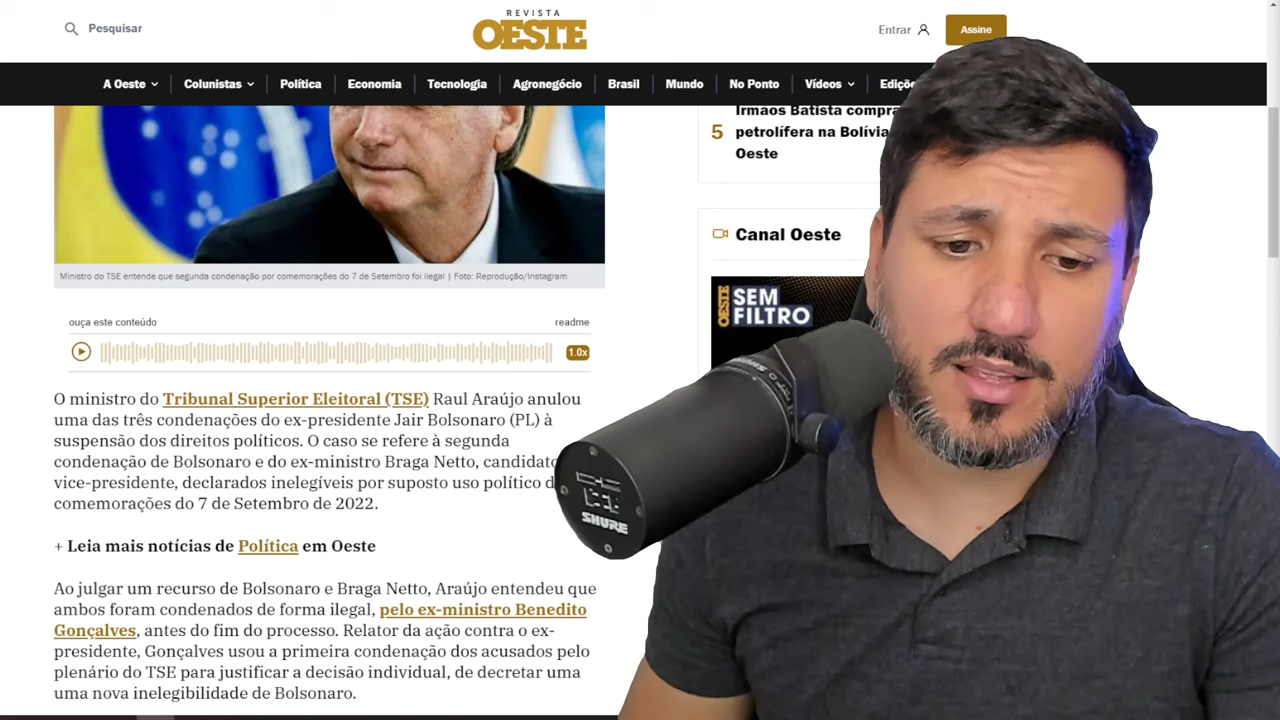 Pesquisar
REVISTA
OESTE
Entrar
Assine
A Oeste
Colunistas
Política
Economia
Tecnologia
Agronegócio
Brasil
Mundo
No Ponto
Vídeos
5
Irmãos Batista
petrolífera na Bolívia
Oeste
Canal Oeste
OESTE
SEM
FILTRO
Ministro do TSE entende que segunda condenação por comemorações do 7 de Setembro foi ilegal | Foto: Reprodução/Instagram
ouça este conteúdo
readme
1.0x
O ministro do Tribunal Superior Eleitoral (TSE) Raul Araújo anulou
uma das três condenações do ex-presidente Jair Bolsonaro (PL) à
suspensão dos direitos políticos. O caso se refere à segunda
condenação de Bolsonaro e do ex-ministro Braga Netto,
vice-presidente, declarados inelegíveis por suposto uso político
comemorações do 7 de Setembro de 2022.
+ Leia mais notícias de Política em Oeste
Ao julgar um recurso de Bolsonaro e Braga Netto, Araújo entendeu que
ambos foram condenados de forma ilegal, pelo ex-ministro Benedito
Gonçalves, antes do fim do processo. Relator da ação contra o ex-
presidente, Gonçalves usou a primeira condenação dos acusados pelo
plenário do TSE para justificar a decisão individual, de decretar uma
uma nova inelegibilidade de Bolsonaro.
SHURE